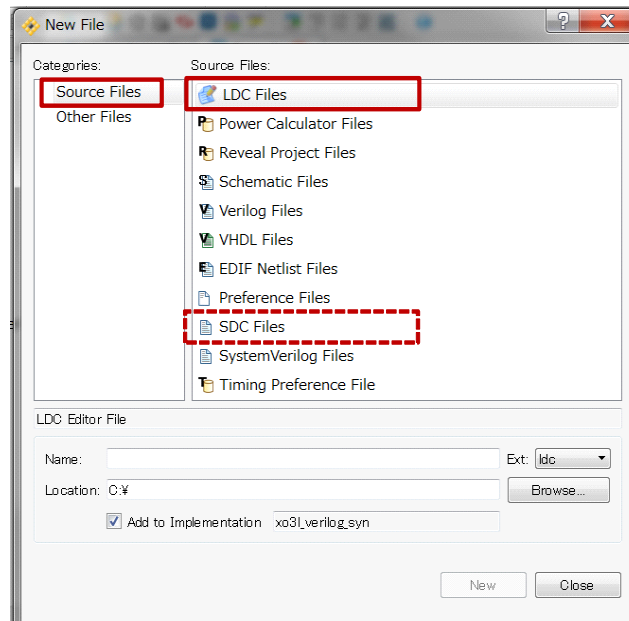 New File
Categories:
Source Files:
Source Files
Other Files
LDC Files
Power Calculator Files
Reveal Project Files
Schematic Files
Verilog Files
VHDL Files
EDIF Netlist Files
Preference Files
SDC Files
SystemVerilog Files
Timing Preference File
LDC Editor File
Name:
Ext: ldc
Location: C:¥
Browse...
Add to Implementation xo3l_verilog_syn
New Close